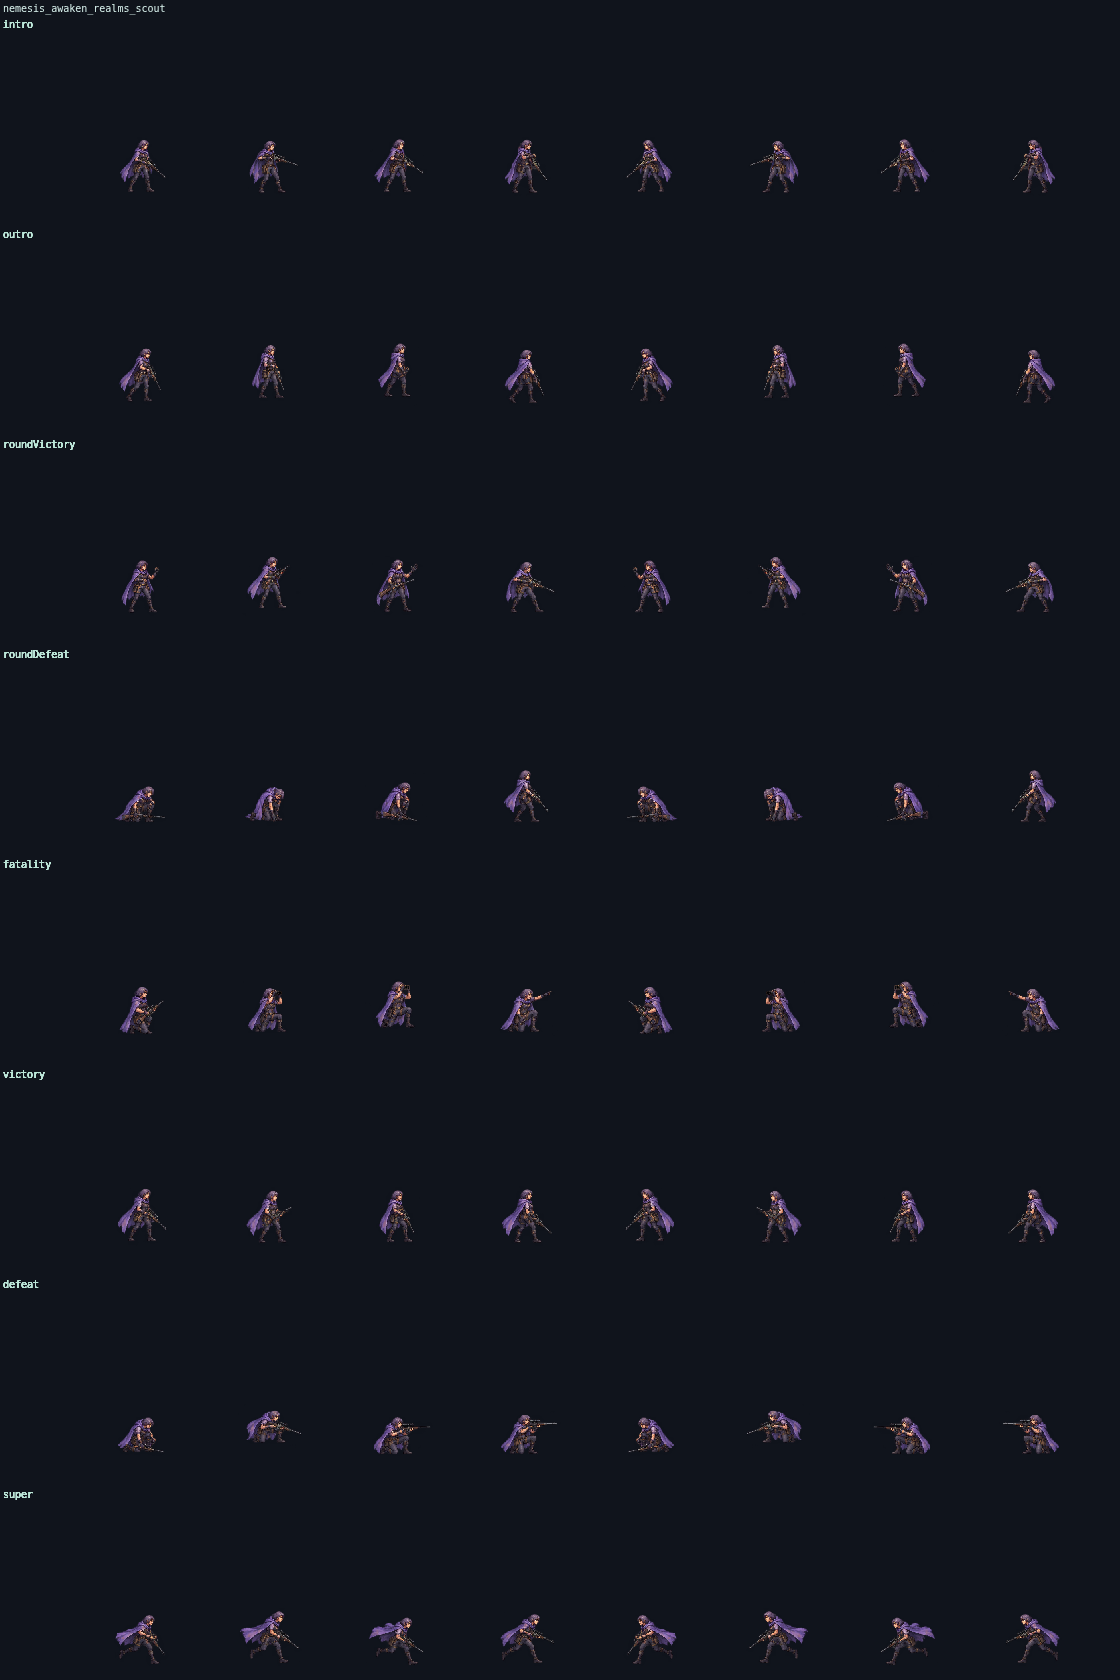 nemesis_awaken_realms_scout
intro
outro
roundVictory
roundDefeat
fatality
victory
defeat
super